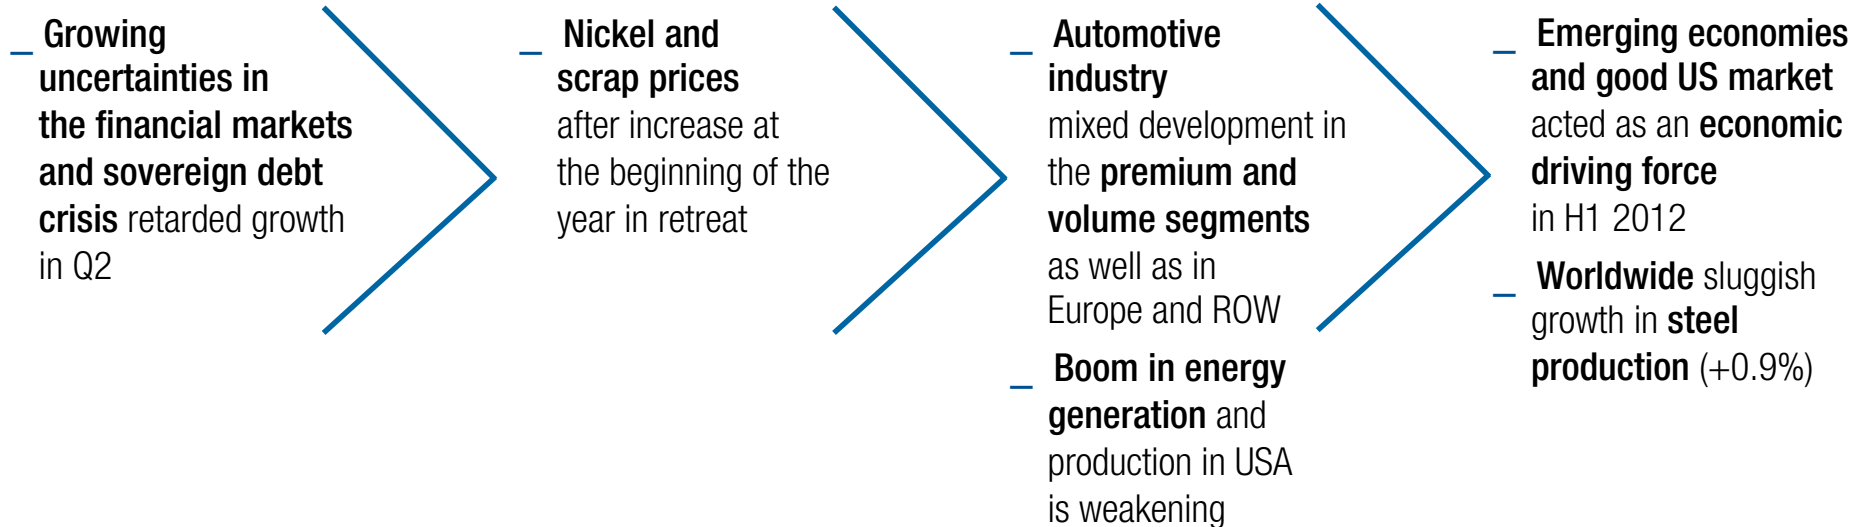 _ Growing
uncertainties in
the financial markets
and sovereign debt
crisis retarded growth
in Q2
_ Nickel and
scrap prices
after increase at
the beginning of the
year in retreat
_ Automotive
industry
mixed development in
the premium and
volume segments
as well as in
Europe and ROW
_ Boom in energy
generation and
production in USA
is weakening
_ Emerging economies
and good US market
acted as an economic
driving force
in H1 2012
_ Worldwide sluggish
growth in steel
production (+0.9%)